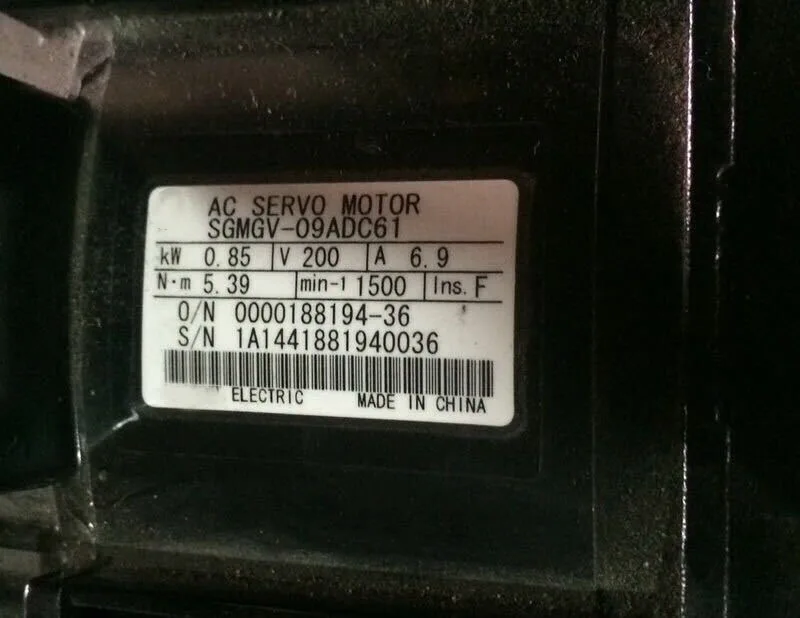 AC SERVO MOTOR
SGMGV-09ADC61
kW 0.85 V 200 A 6.9
N·m 5.39 min-1 1500 Ins. F
O/N 0000188194-36
S/N 1A1441881940036
ELECTRIC MADE IN CHINA